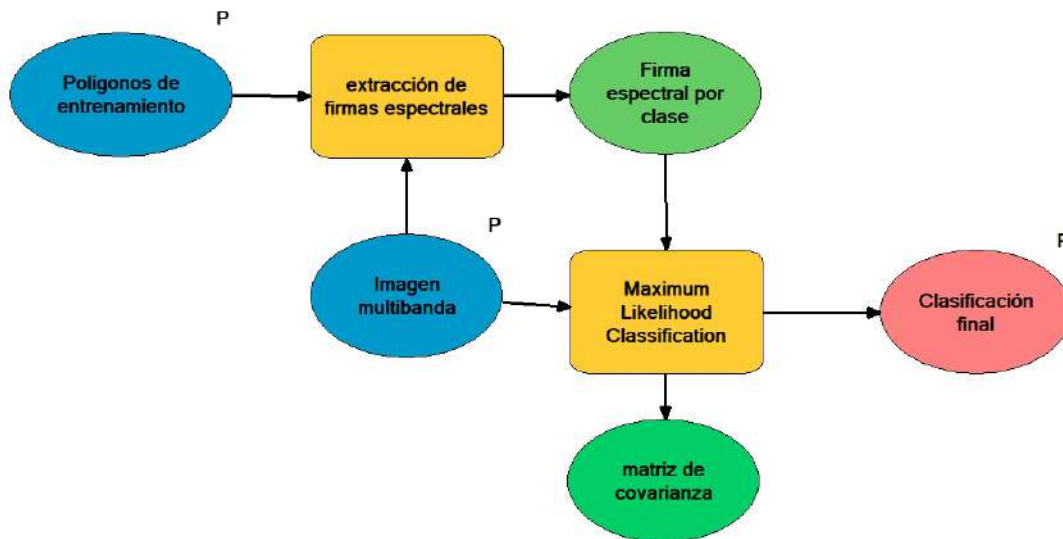 P
Poligonos de
entrenamiento
extracción de
firmas espectrales
Firma
espectral por
clase
P
Imagen
multibanda
Maximum
Likelihood
Classification
P
Clasificación
final
matriz de
covarianza